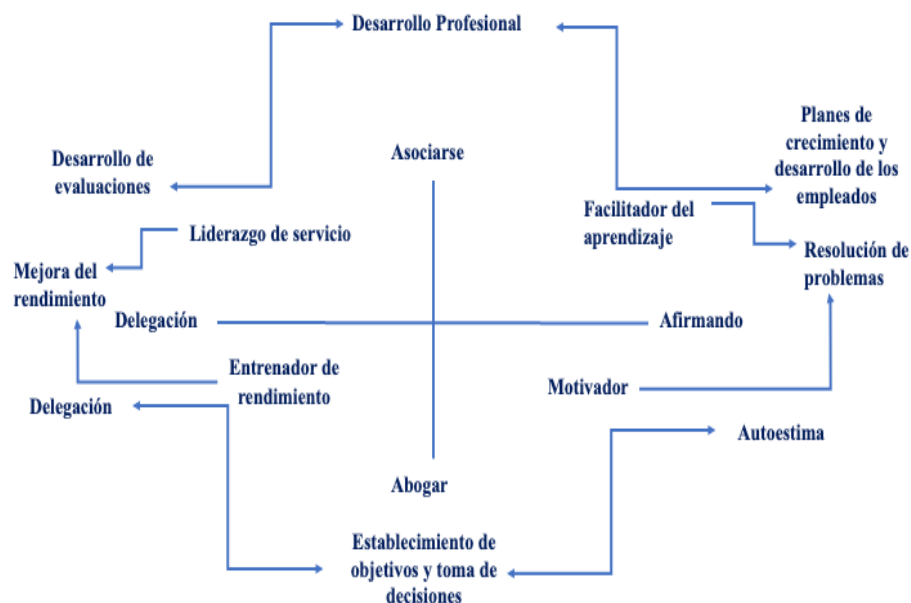 Desarrollo Profesional
Planes de
crecimiento y
desarrollo de los
empleados
Asociarse
Desarrollo de
evaluaciones
Facilitador del
aprendizaje
Liderazgo de servicio
Resolución de
problemas
Mejora del
rendimiento
Delegación
Afirmando
Entrenador de
rendimiento
Motivador
Delegación
Autoestima
Abogar
Establecimiento de
objetivos y toma de
decisiones